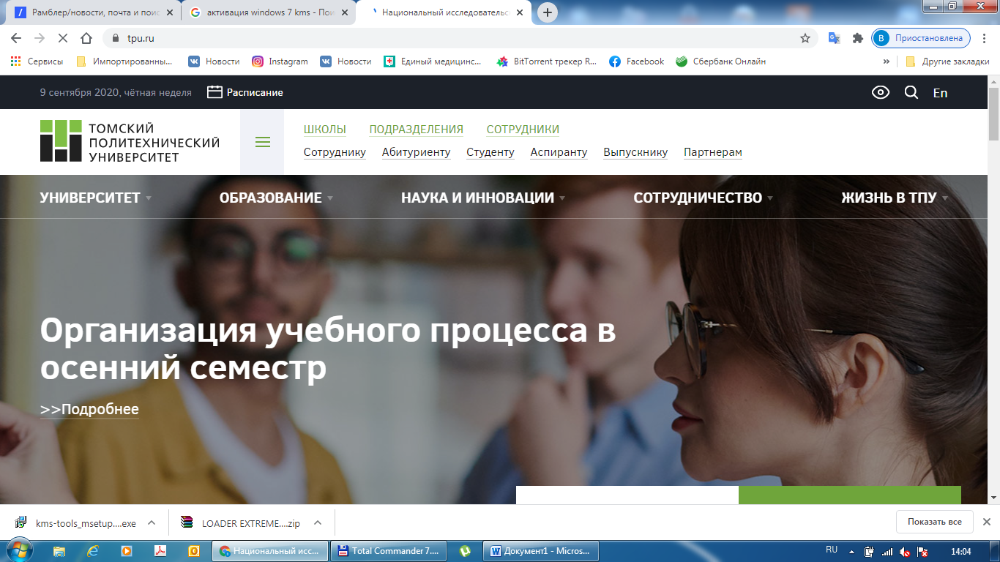 Рамблер/новости, почта и поис
активация windows 7 kms - Пои
Национальный исследовательс
tpu.ru
В Приостановлена
Сервисы
Импортированны...
Новости
Instagram
Новости
Единый медицинс...
BitTorrent трекер R...
Facebook
Сбербанк Онлайн
»
Другие закладки
9 сентября 2020, чётная неделя
Расписание
En
ТОМСКИЙ
ПОЛИТЕХНИЧЕСКИЙ
УНИВЕРСИТЕТ
ШКОЛЫ ПОДРАЗДЕЛЕНИЯ СОТРУДНИКИ
Сотруднику Абитуриенту Студенту Аспиранту Выпускнику Партнерам
УНИВЕРСИТЕТ ОБРАЗОВАНИЕ НАУКА И ИННОВАЦИИ СОТРУДНИЧЕСТВО ЖИЗНЬ В ТПУ
Организация учебного процесса в
осенний семестр
>>Подробнее
kms-tools_msetup....exe
LOADER EXTREME....zip
Показать все
Национальный исс...
Total Commander 7....
Документ1 - Micros...
RU
14:04